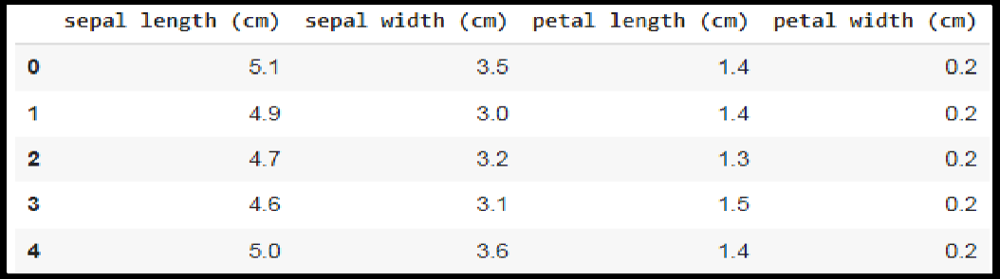 sepal length (cm) sepal width (cm) petal length (cm) petal width (cm)
0 5.1 3.5 1.4 0.2
1 4.9 3.0 1.4 0.2
2 4.7 3.2 1.3 0.2
3 4.6 3.1 1.5 0.2
4 5.0 3.6 1.4 0.2